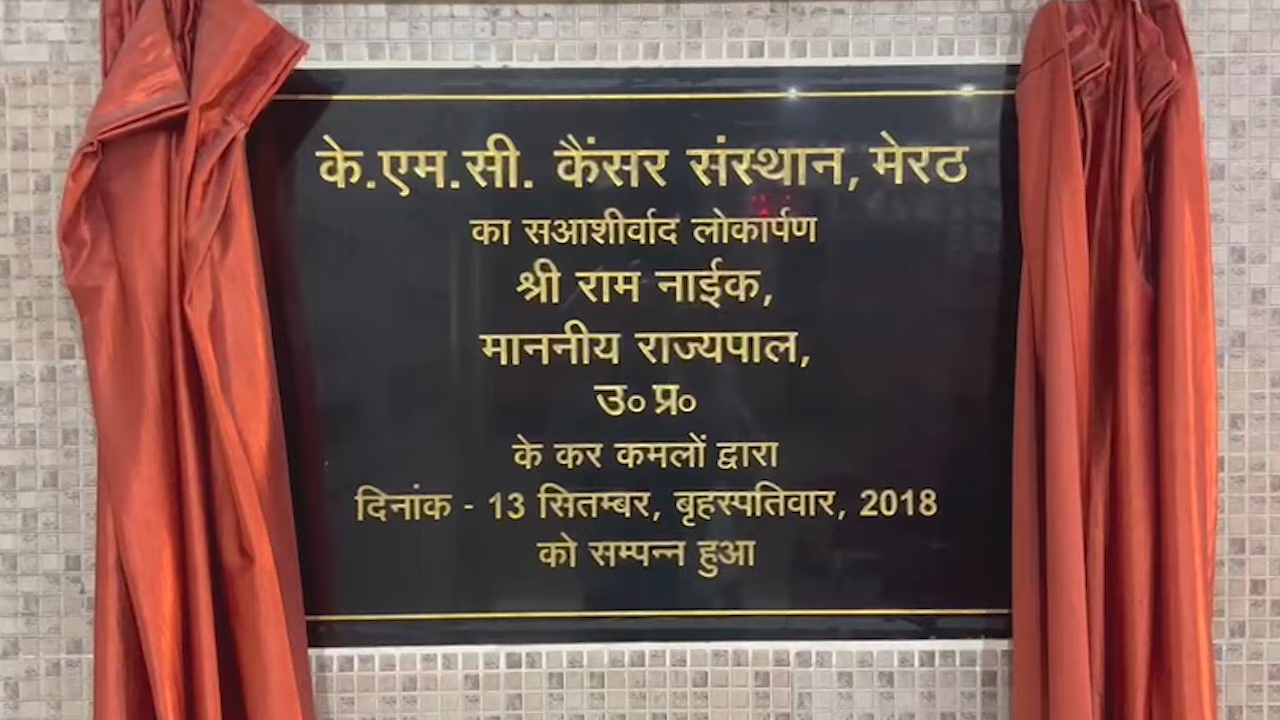 के.एम.सी. कैंसर संस्थान, मेरठ
का सआशीर्वाद लोकार्पण
श्री राम नाईक,
माननीय राज्यपाल,
उ० प्र०
के कर कमलों द्वारा
दिनांक - 13 सितम्बर, बृहस्पतिवार, 2018
को सम्पन्न हुआ